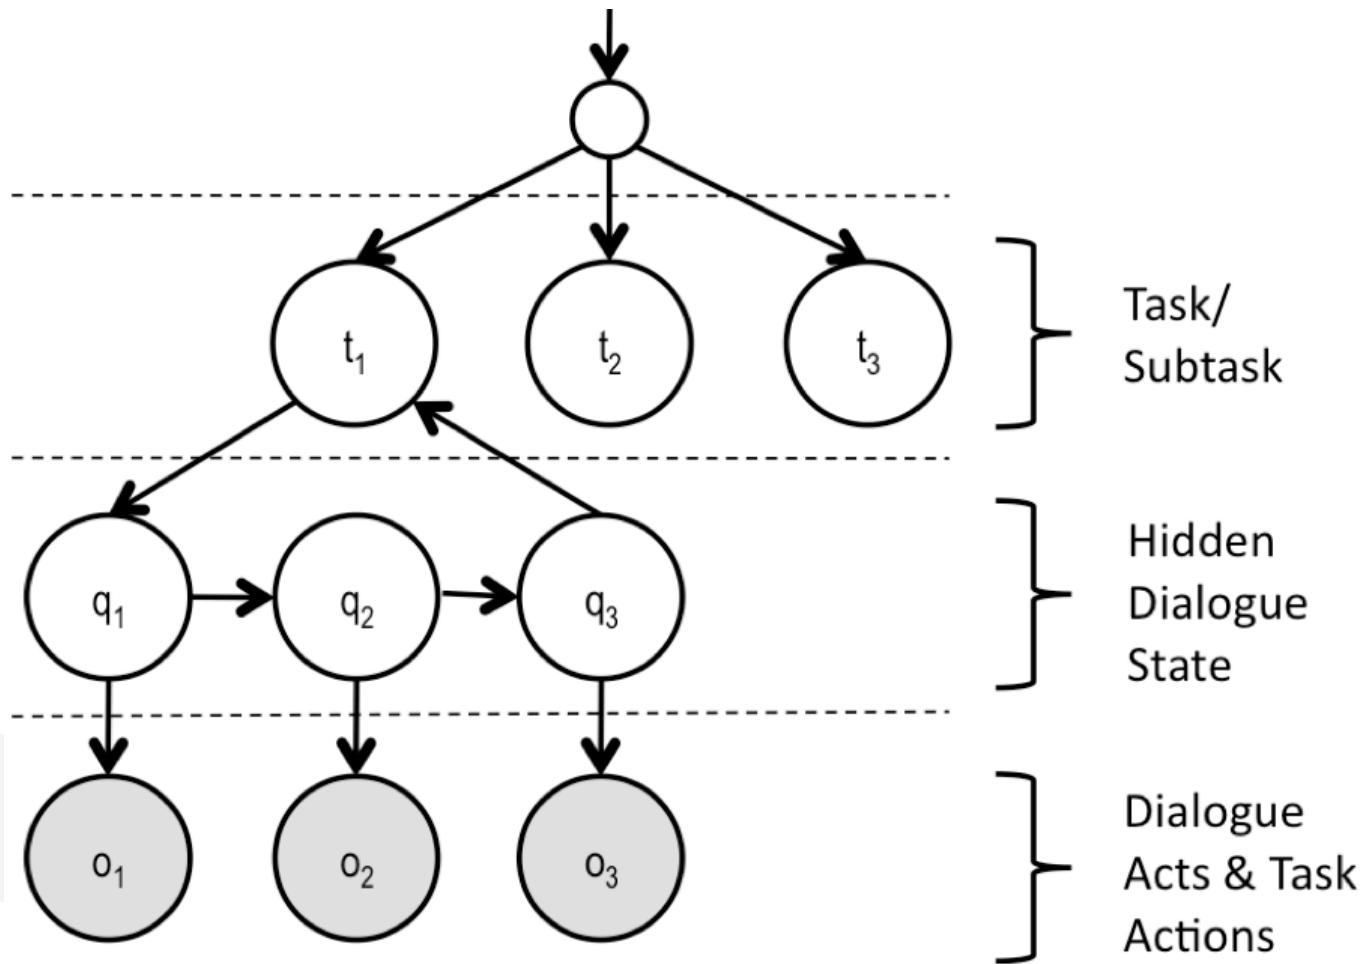 t1
t2
t3
Task/
Subtask
q1
q2
q3
Hidden
Dialogue
State
o1
o2
o3
Dialogue
Acts & Task
Actions